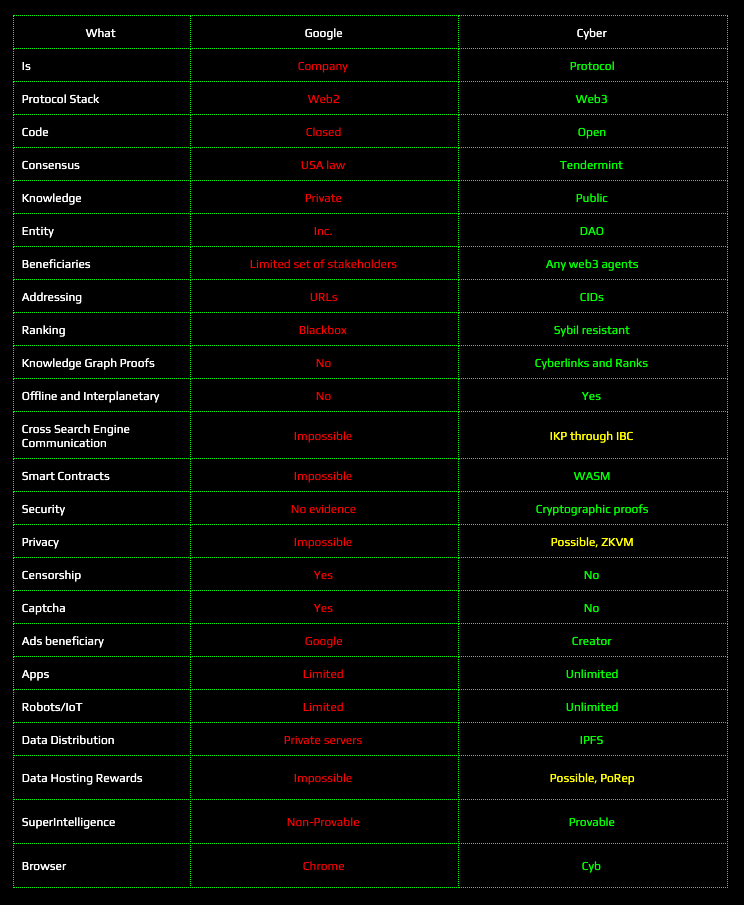 What Google Cyber
Is Company Protocol
Protocol Stack Web2 Web3
Code Closed Open
Consensus USA law Tendermint
Knowledge Private Public
Entity Inc. DAO
Beneficiaries Limited set of stakeholders Any web3 agents
Addressing URLs CIDs
Ranking Blackbox Sybil resistant
Knowledge Graph Proofs No Cyberlinks and Ranks
Offline and Interplanetary No Yes
Cross Search Engine
Communication Impossible IKP through IBC
Smart Contracts Impossible WASM
Security No evidence Cryptographic proofs
Privacy Impossible Possible, ZKVM
Censorship Yes No
Captcha Yes No
Ads beneficiary Google Creator
Apps Limited Unlimited
Robots/IoT Limited Unlimited
Data Distribution Private servers IPFS
Data Hosting Rewards Impossible Possible, PoRep
SuperIntelligence Non-Provable Provable
Browser Chrome Cyb